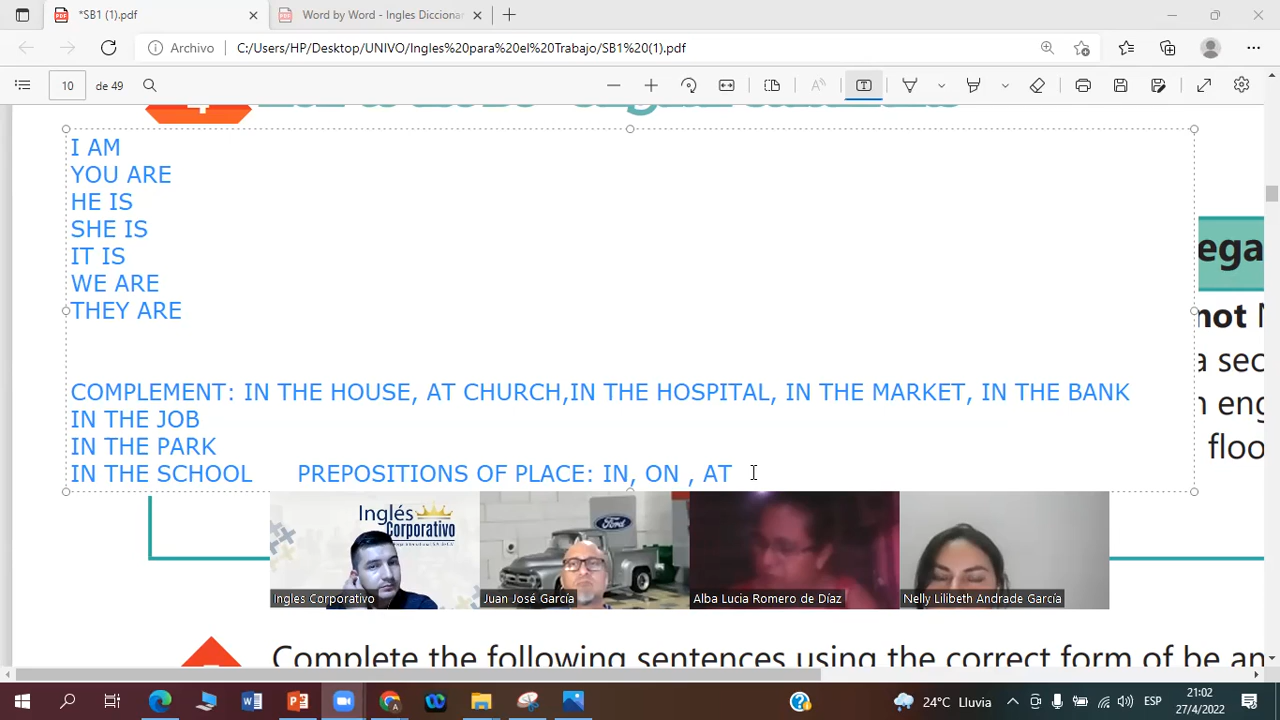 *SB1 (1).pdf
Word by Word - Ingles Dicciona
Archivo
C:/Users/HP/Desktop/UNIVO/Ingles%20para%20el%20Trabajo/SB1%20(1).pdf
10
de 49
I AM
YOU ARE
HE IS
SHE IS
IT IS
WE ARE
THEY ARE
ega
not
a sec
eng
floo
COMPLEMENT: IN THE HOUSE, AT CHURCH,IN THE HOSPITAL, IN THE MARKET, IN THE BANK
IN THE JOB
IN THE PARK
IN THE SCHOOL PREPOSITIONS OF PLACE: IN, ON , AT
Inglés
Corporativo
Ford
Ingles Corporativo
Juan José García
Alba Lucia Romero de Díaz
Nelly Lilibeth Andrade García
Complete the following sentences using the correct form of be an
24°C Lluvia
ESP
21:02
27/4/2022